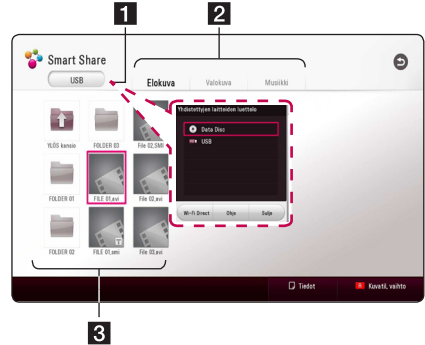 1
2
Smart Share
USB
Elokuva
Valokuva
Musiikki
Yhdistettyjen laitteiden luettelo
Data Disc
USB
YLÖS kansio
FOLDER 03
File 02,SMI
FOLDER 01
FILE 01,avi
File 02,avi
Wi-Fi Direct
Ohje
Sulje
FOLDER 02
FILE 01,smi
File 03,avi
Tiedot
R
Kuvatil, vaihto
3